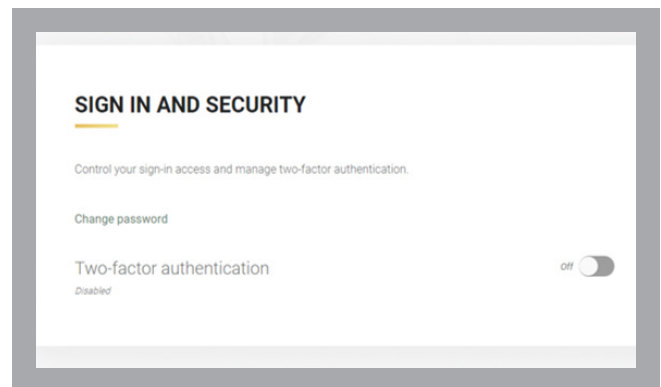 SIGN IN AND SECURITY
Control your sign-in access and manage two-factor authentication.
Change password
Two-factor authentication
Off
Disabled